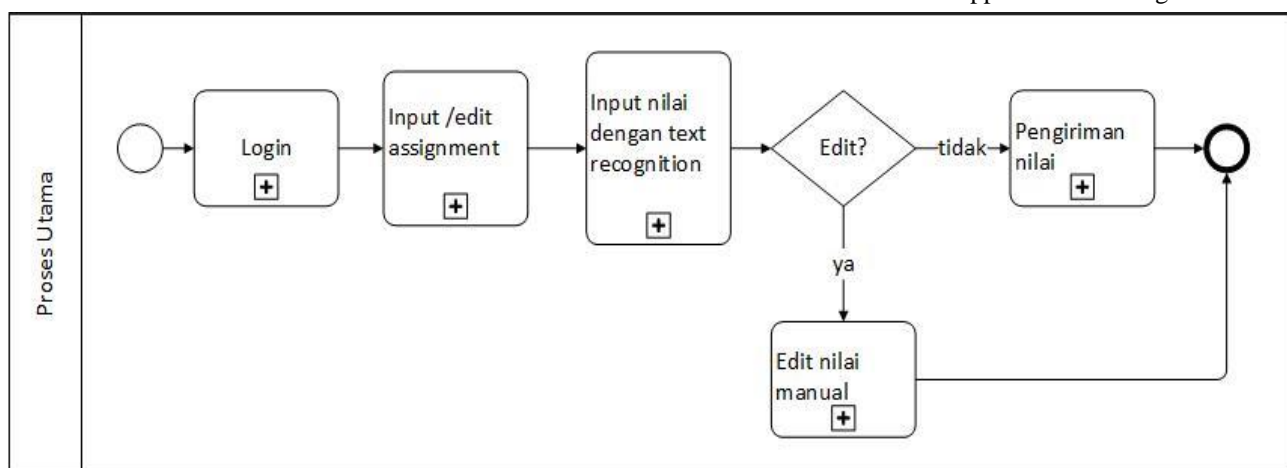 Proses Utama
Login
Input /edit
assignment
Input nilai
dengan text
recognition
Edit?
tidak
Pengiriman
nilai
ya
Edit nilai
manual